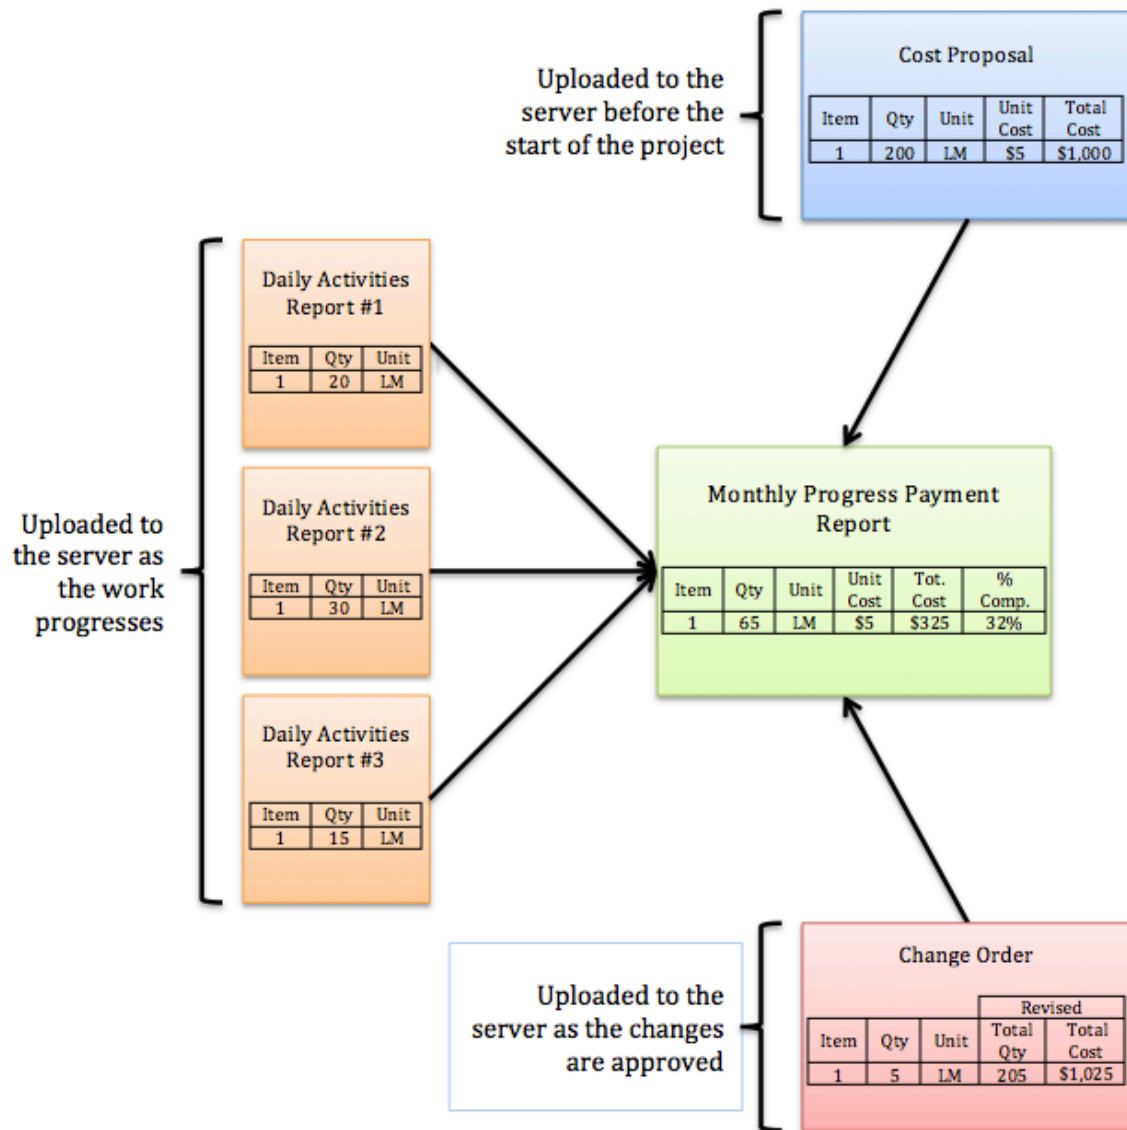 Uploaded to the
server before the
start of the project
Cost Proposal
Item Qty Unit Unit Cost Total Cost
1 200 LM $5 $1,000
Uploaded to
the server as
the work
progresses
Daily Activities
Report #1
Item Qty Unit
1 20 LM
Daily Activities
Report #2
Item Qty Unit
1 30 LM
Daily Activities
Report #3
Item Qty Unit
1 15 LM
Monthly Progress Payment
Report
Item Qty Unit Unit Cost Tot. Cost % Comp.
1 65 LM $5 $325 32%
Uploaded to the
server as the changes
are approved
Change Order
Revised
Item Qty Unit Total Qty Total Cost
1 5 LM 205 $1,025